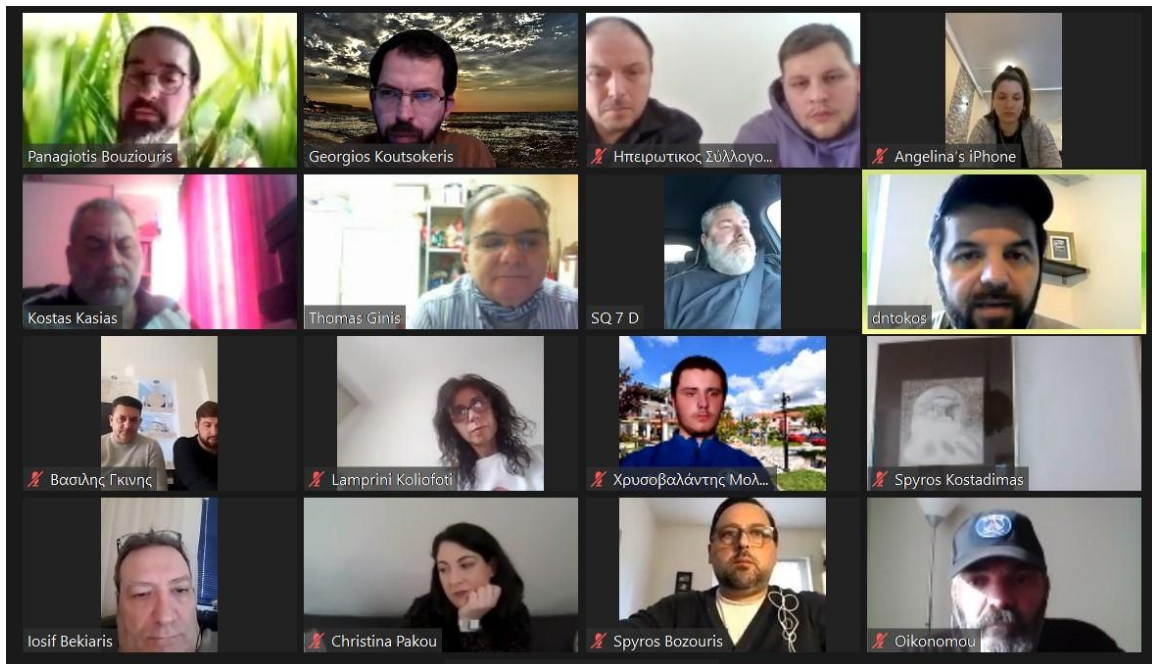 Panagiotis Bouziouris
Georgios Koutsokeris
Ηπειρωτικος Σύλλογο...
Angelina's iPhone
Kostas Kasias
Thomas Ginis
SQ 7 D
dntokos
Βασιλης Γκινης
Lamprini Koliofoti
Χρυσοβαλάντης Μολ...
Spyros Kostadimas
Iosif Bekiaris
Christina Pakou
Spyros Bozouris
Oikonomou